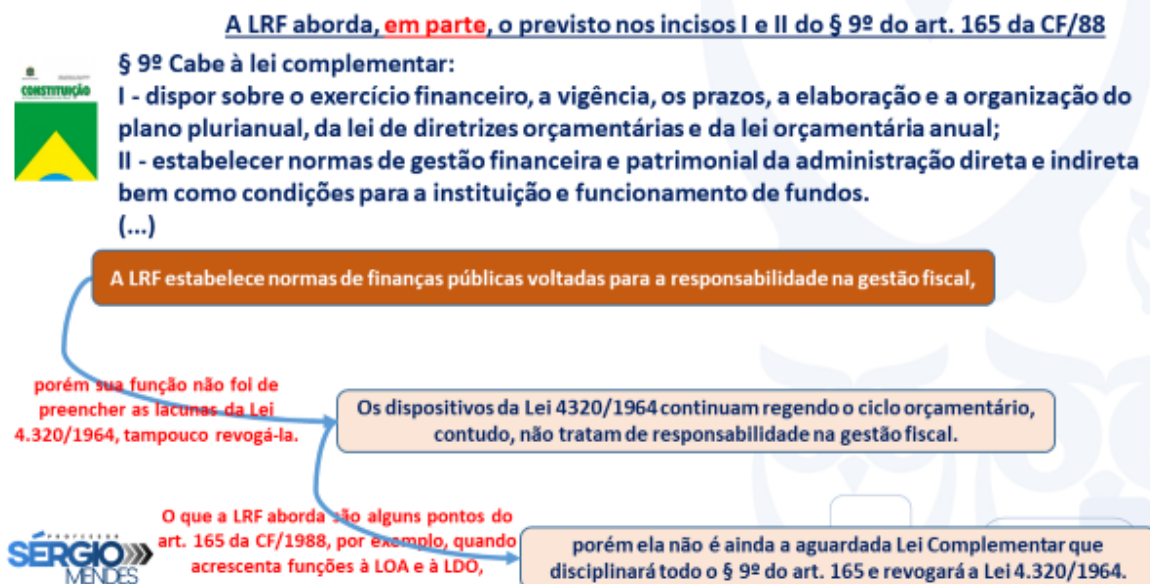 A LRF aborda, em parte, o previsto nos incisos I e II do § 9º do art. 165 da CF/88
CONSTITUIÇÃO
§ 9º Cabe à lei complementar:
I - dispor sobre o exercício financeiro, a vigência, os prazos, a elaboração e a organização do
plano plurianual, da lei de diretrizes orçamentárias e da lei orçamentária anual;
II - estabelecer normas de gestão financeira e patrimonial da administração direta e indireta
bem como condições para a instituição e funcionamento de fundos.
(...)
A LRF estabelece normas de finanças públicas voltadas para a responsabilidade na gestão fiscal,
porém sua função não foi de
preencher as lacunas da Lei
4.320/1964, tampouco revogá-la.
Os dispositivos da Lei 4320/1964 continuam regendo o ciclo orçamentário,
contudo, não tratam de responsabilidade na gestão fiscal.
O que a LRF aborda são alguns pontos do
art. 165 da CF/1988, por exemplo, quando
acrescenta funções à LOA e à LDO,
porém ela não é ainda a aguardada Lei Complementar que
disciplinará todo o § 9º do art. 165 e revogará a Lei 4.320/1964.
PROFESSOR
SÉRGIO
MENDES